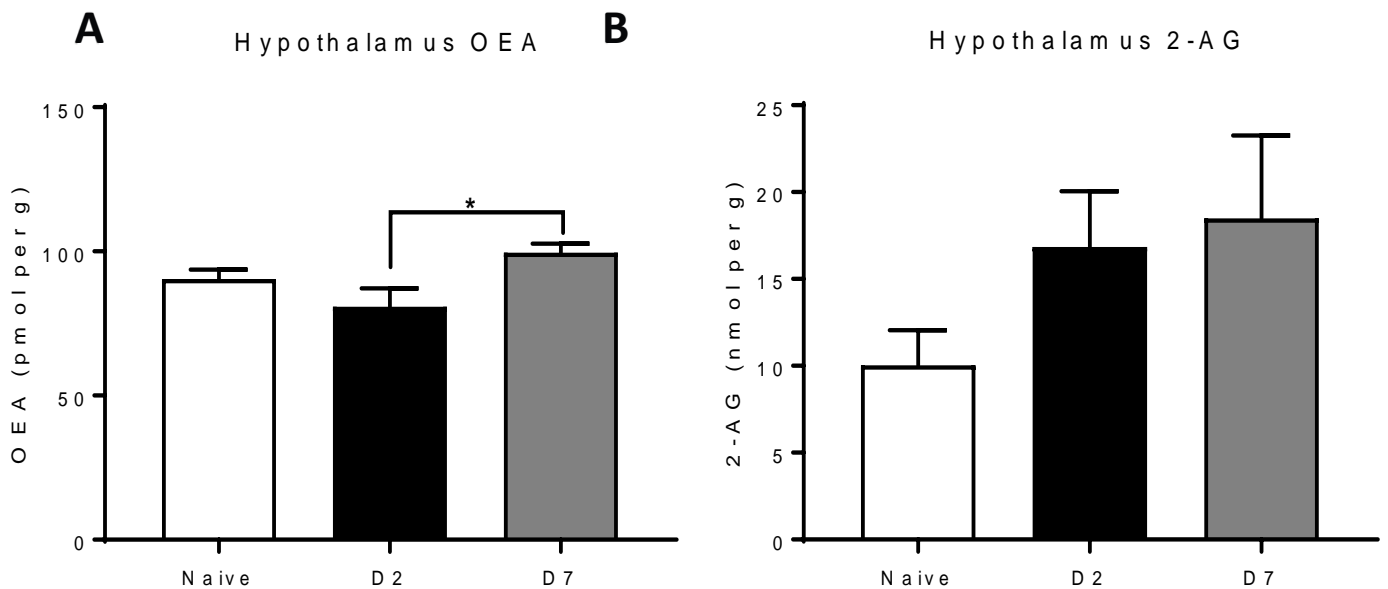 A
Hypothalamus OEA
OEA (pmol per g)
150
100
50
0
*
Naive
D2
D7
B
Hypothalamus 2-AG
2-AG (nmol per g)
25
20
15
10
5
0
Naive
D2
D7